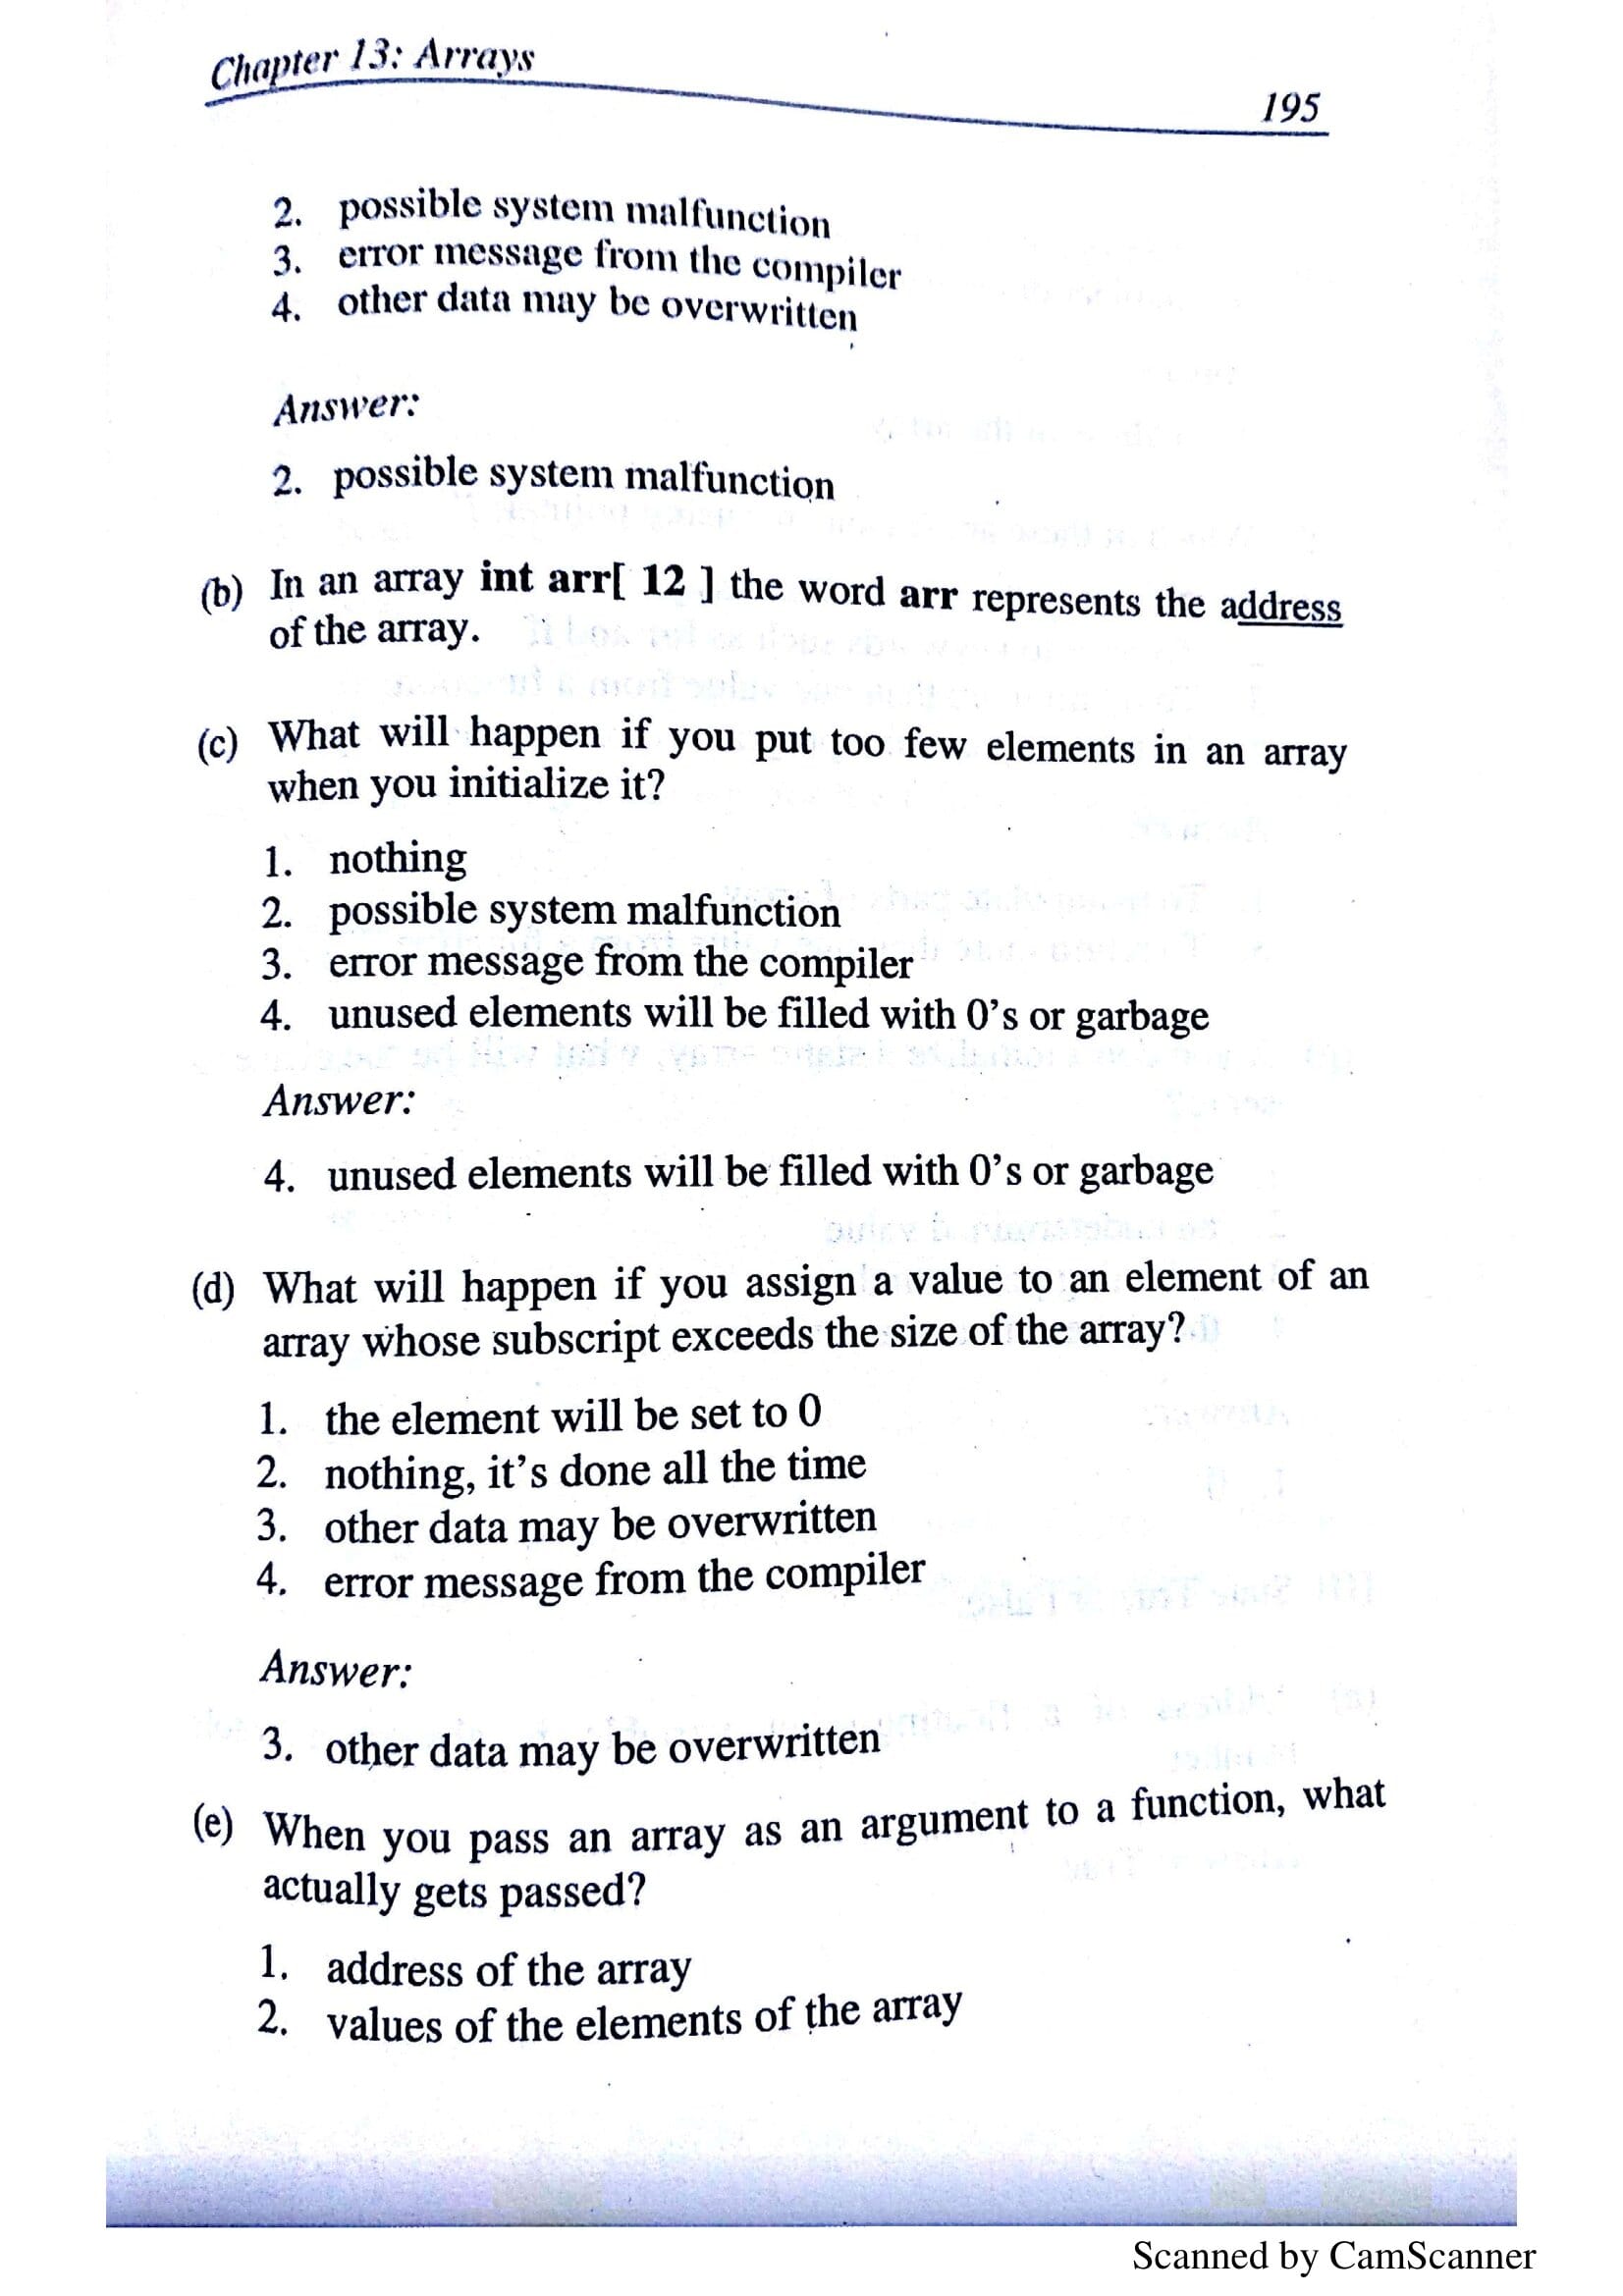 Chapter 13: Arrays
195
2. possible system malfunction
3. error message from the compiler
4. other data may be overwritten
Answer:
2. possible system malfunction
(b) In an array int arr[ 12 ] the word arr represents the address
of the array.
(c) What will happen if you put too few elements in an array
when you initialize it?
1. nothing
2. possible system malfunction
3. error message from the compiler
4. unused elements will be filled with 0’s or garbage
Answer:
4. unused elements will be filled with 0’s or garbage
(d) What will happen if you assign a value to an element of an
array whose subscript exceeds the size of the array?
1. the element will be set to 0
2. nothing, it’s done all the time
3. other data may be overwritten
4. error message from the compiler
Answer:
3. other data may be overwritten
(e) When you pass an array as an argument to a function, what
actually gets passed?
1. address of the array
2. values of the elements of the array
Scanned by CamScanner